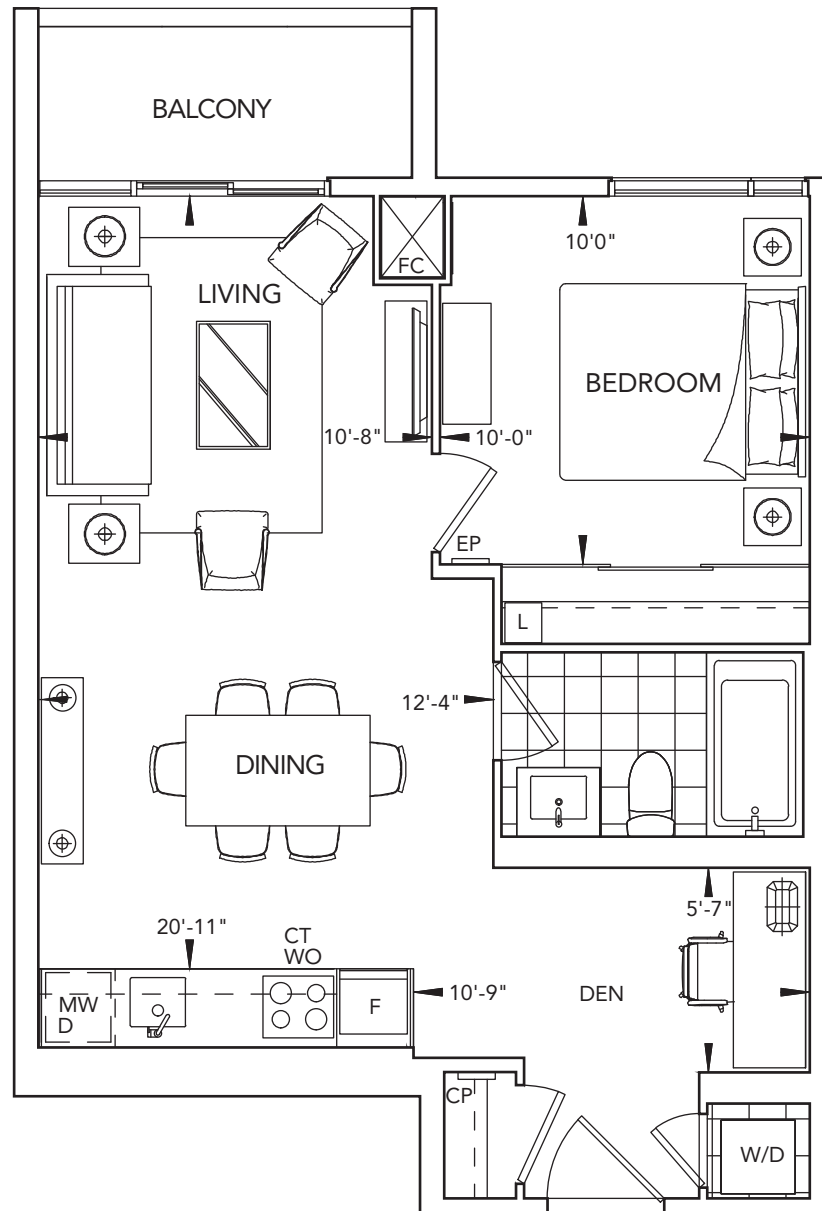 BALCONY
10'0"
FC
LIVING
BEDROOM
10'-8"
10'-0"
EP
L
12'-4"
DINING
5'-7"
20'-11"
CT
WO
MW
D
F
10'-9"
DEN
CP
W/D